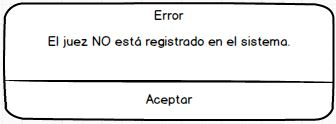 Error
El juez NO está registrado en el sistema.
Aceptar